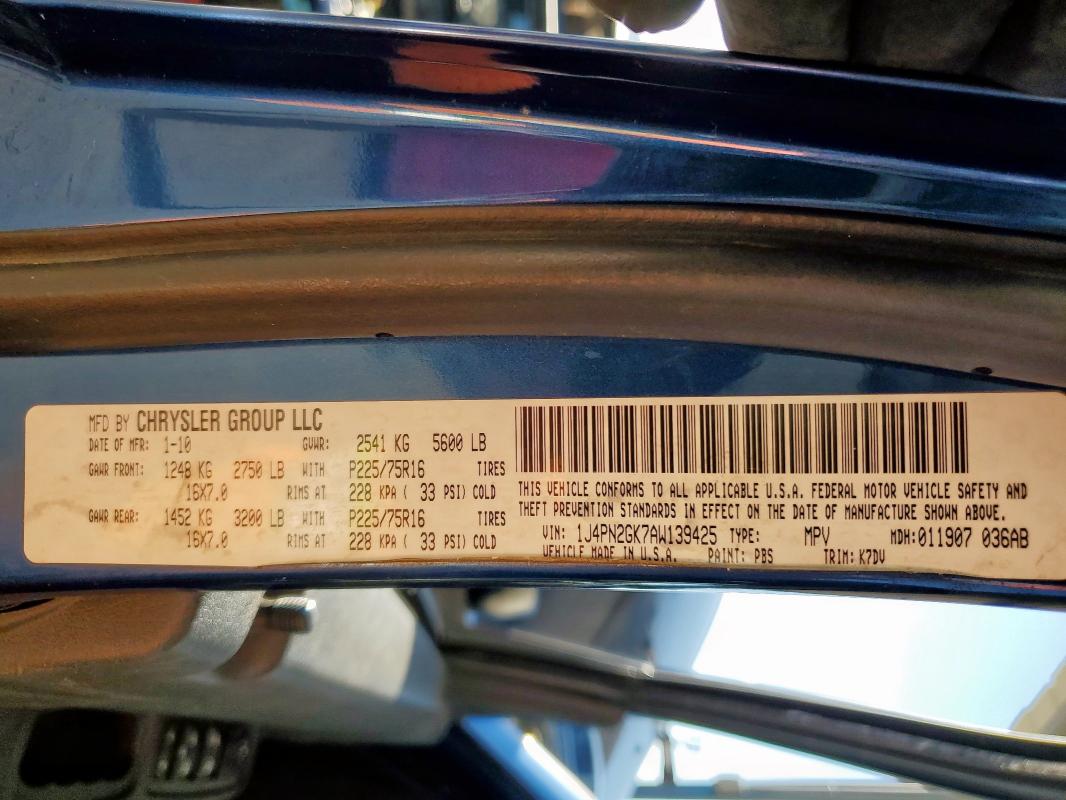 MFD BY CHRYSLER GROUP LLC
DATE OF MFR: 1-10 GVWR: 2541 KG 5600 LB
GAWR FRONT: 1248 KG 2750 LB WITH P225/75R16 TIRES
16X7.0 RIMS AT 228 KPA ( 33 PSI) COLD
GAWR REAR: 1452 KG 3200 LB WITH P225/75R16 TIRES
16X7.0 RIMS AT 228 KPA ( 33 PSI) COLD
THIS VEHICLE CONFORMS TO ALL APPLICABLE U.S.A. FEDERAL MOTOR VEHICLE SAFETY AND
THEFT PREVENTION STANDARDS IN EFFECT ON THE DATE OF MANUFACTURE SHOWN ABOVE.
VIN: 1J4PN2GK7AW139425 TYPE: MPV MDH:011907 036AB
VEHICLE MADE IN U.S.A. PAINT: PBS TRIM: K7DV